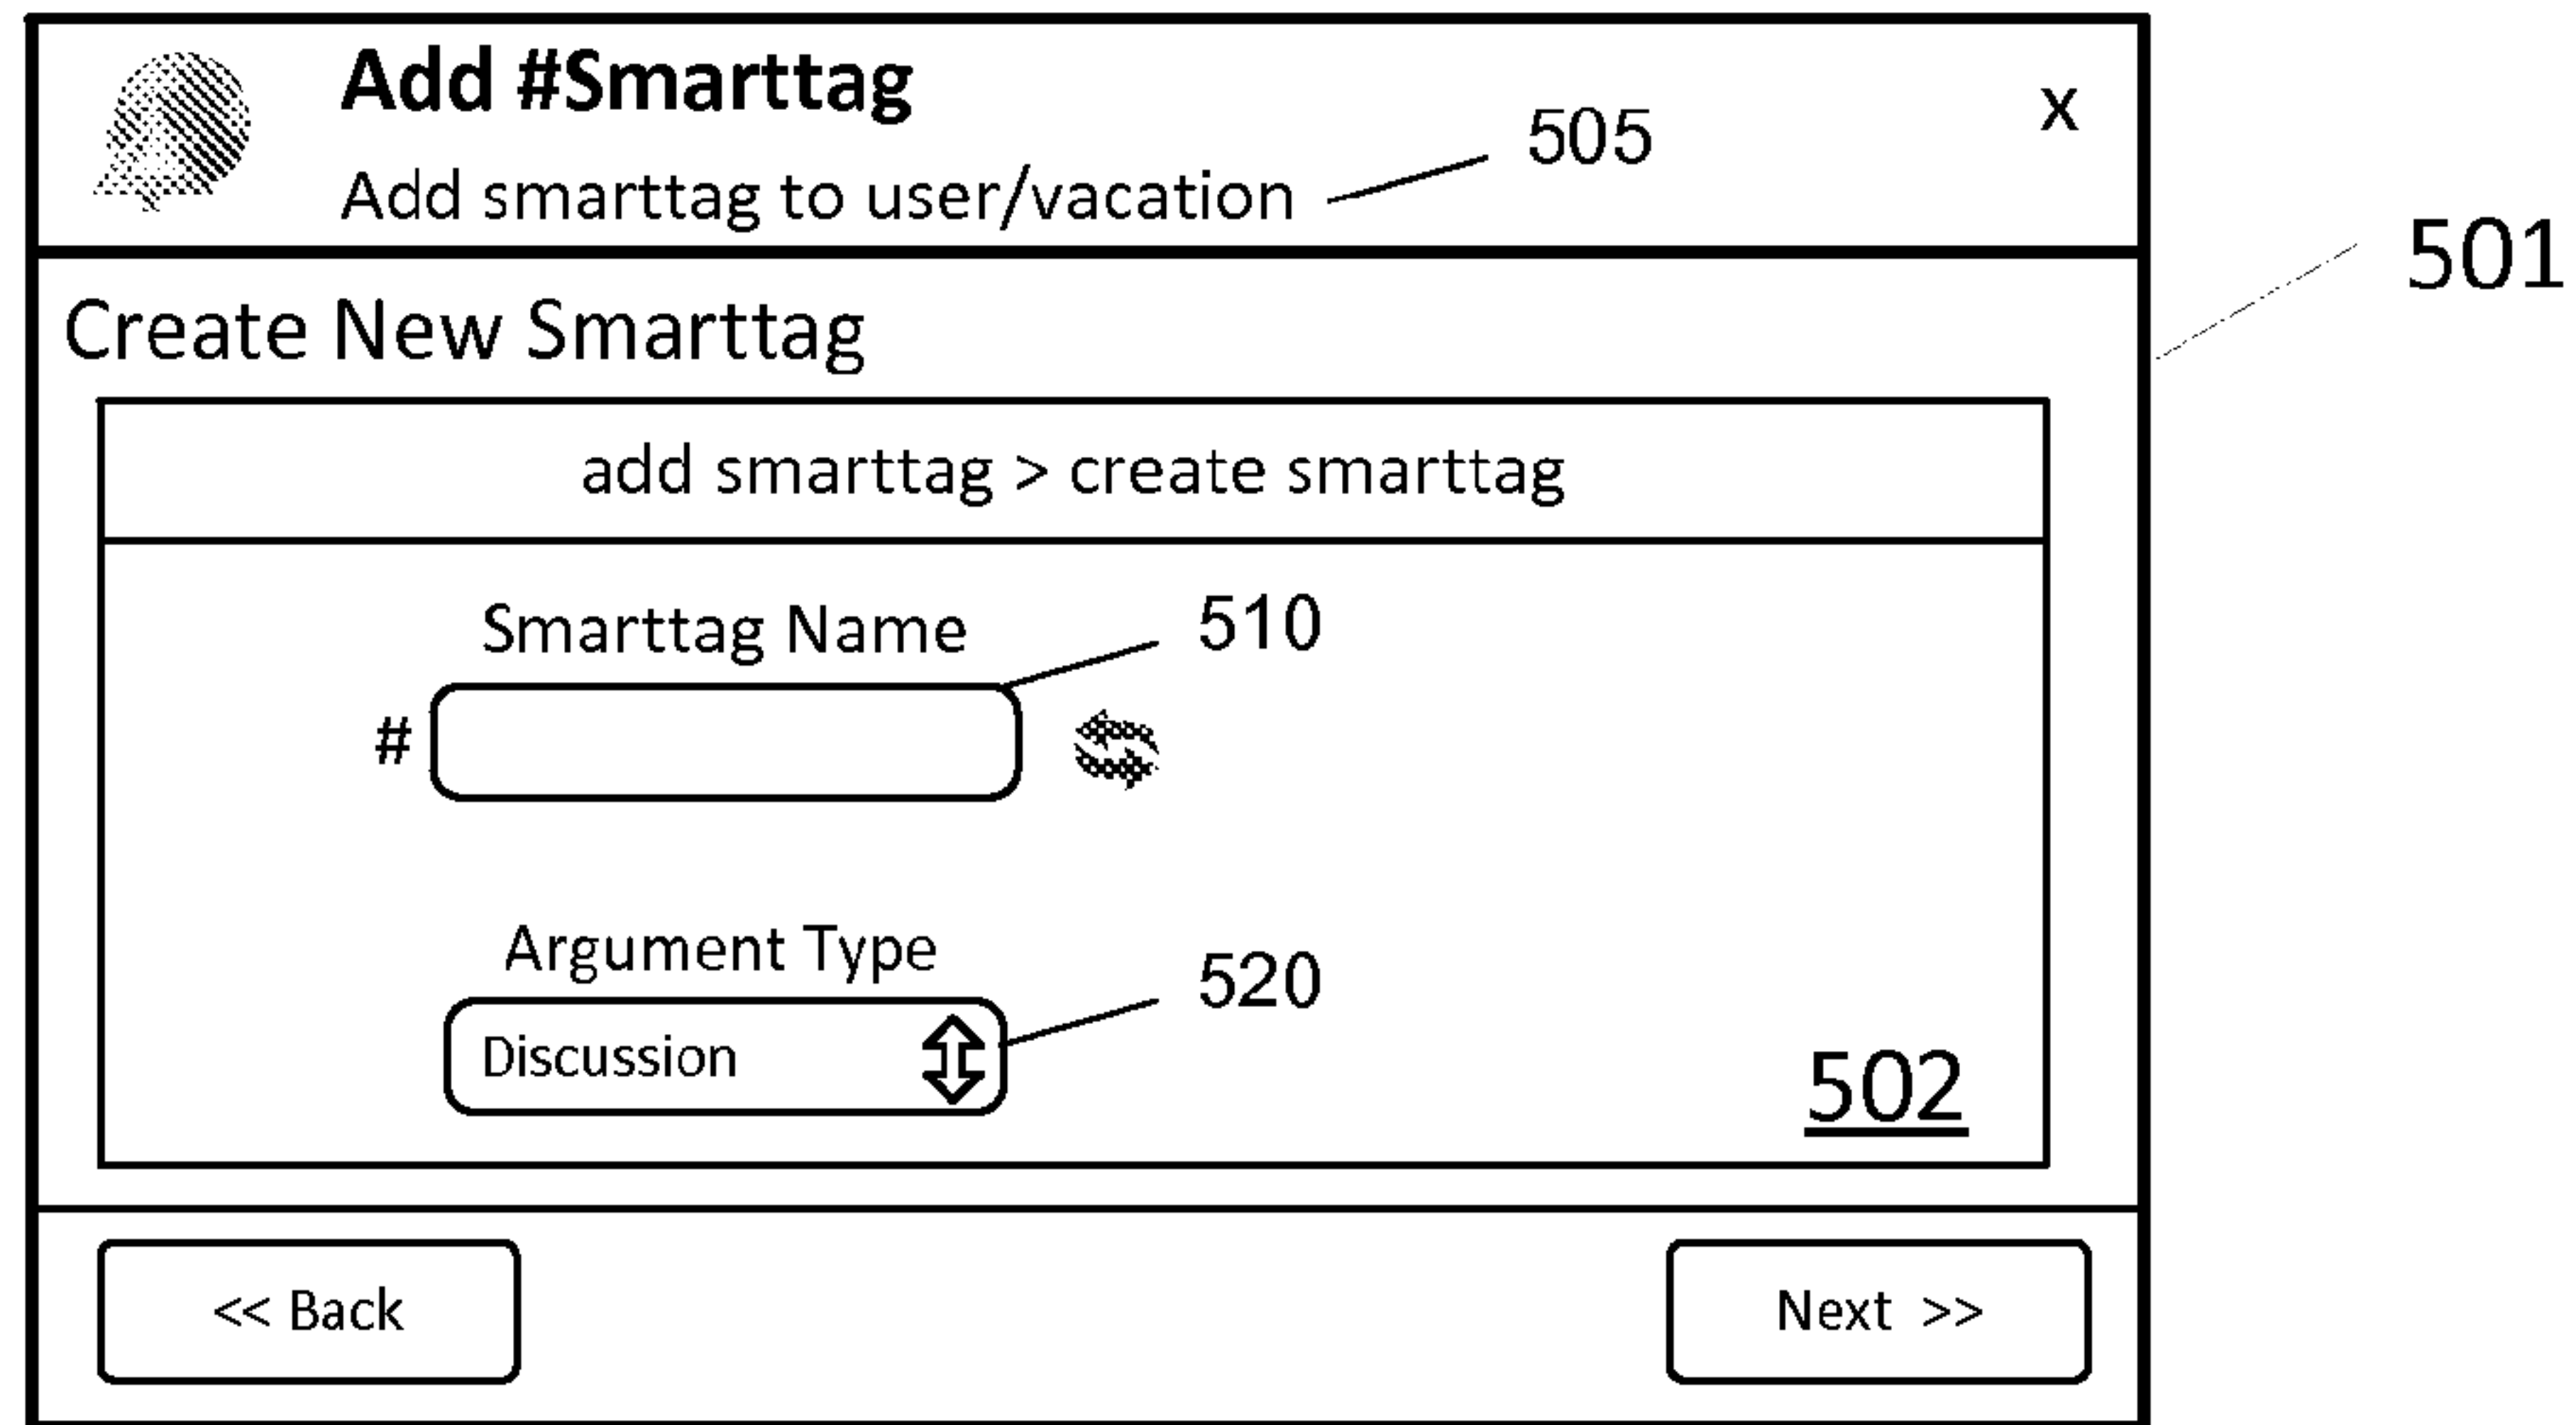 Add #Smarttag
x
505
Add smarttag to user/vacation
501
Create New Smarttag
add smarttag > create smarttag
Smarttag Name
510
#
Argument Type
520
Discussion
502
<< Back
Next >>